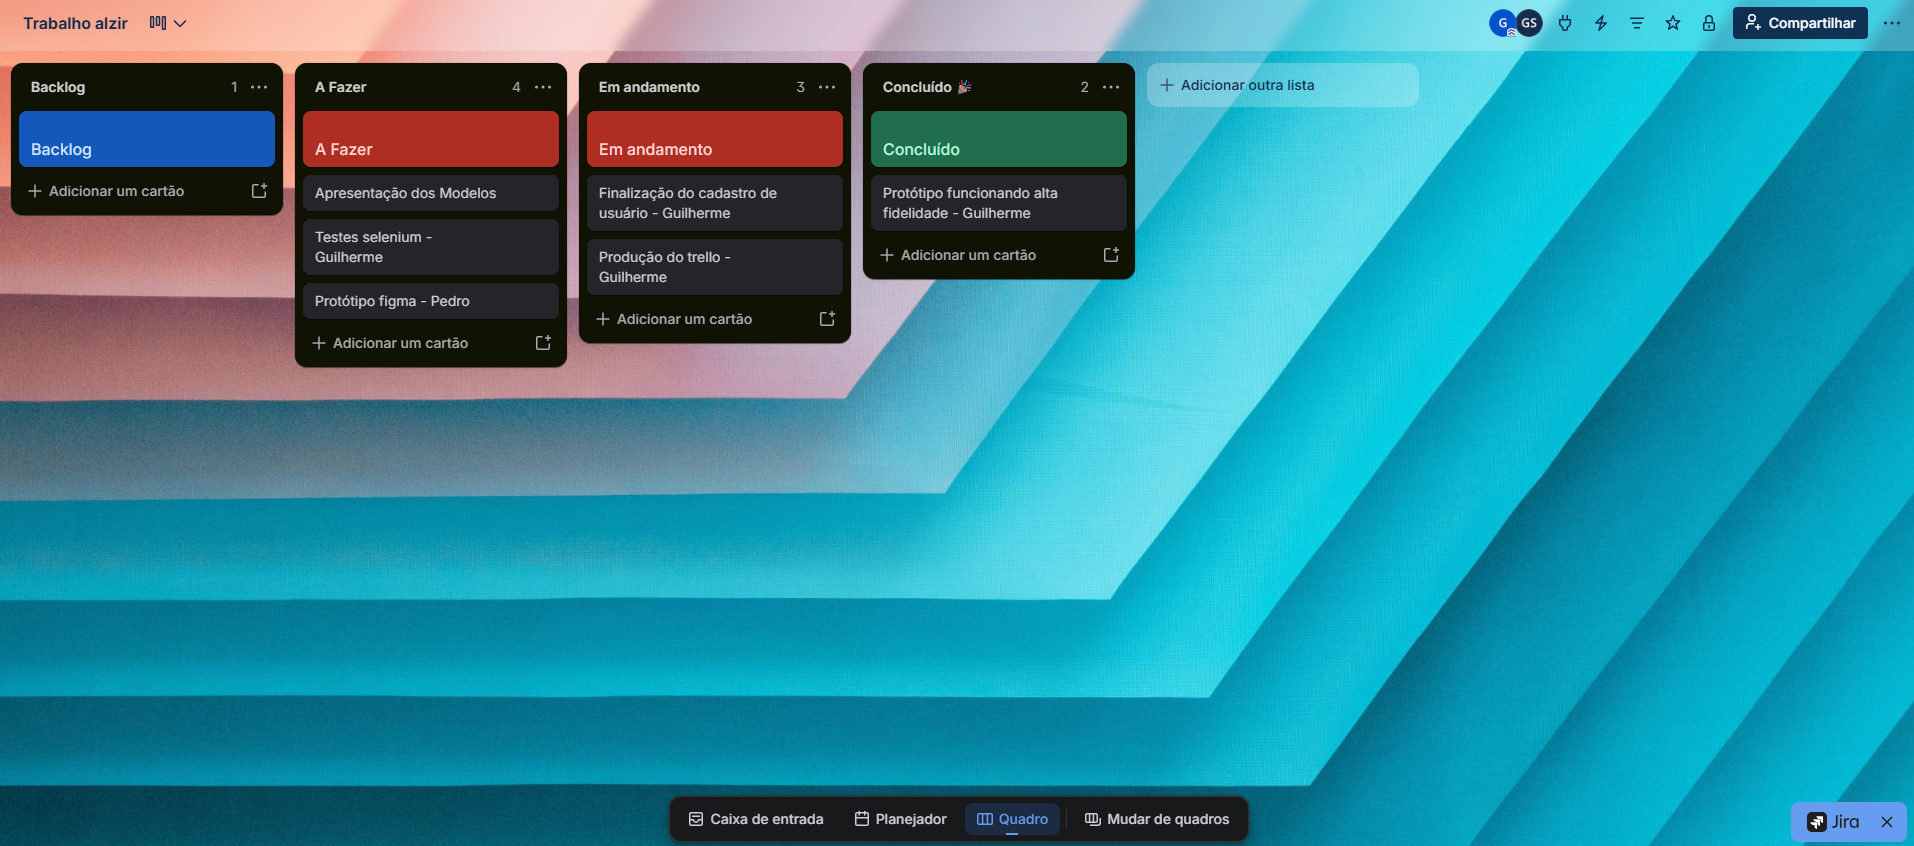 Trabalho alzir
G
GS
Compartilhar
Backlog
1
Backlog
Adicionar um cartão
A Fazer
4
A Fazer
Apresentação dos Modelos
Testes selenium -
Guilherme
Protótipo figma - Pedro
Adicionar um cartão
Em andamento
3
Em andamento
Finalização do cadastro de
usuário - Guilherme
Produção do trello -
Guilherme
Adicionar um cartão
Concluído 🎉
2
Concluído
Protótipo funcionando alta
fidelidade - Guilherme
Adicionar um cartão
Adicionar outra lista
Caixa de entrada
Planejador
Quadro
Mudar de quadros
Jira